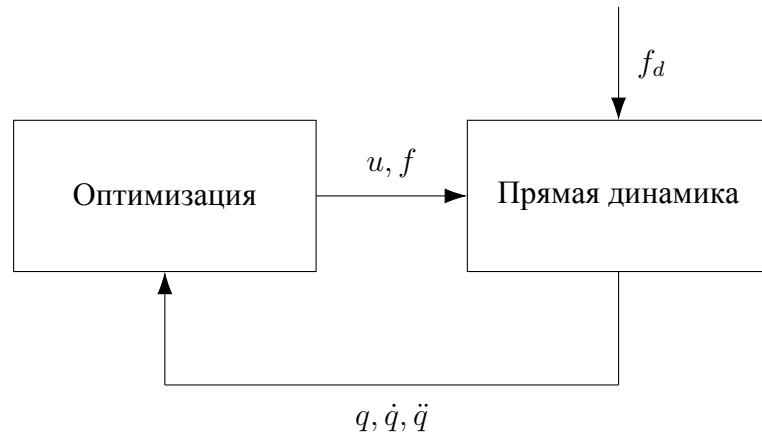 f_d
Оптимизация
u, f
Прямая динамика
q, q̇, q̈